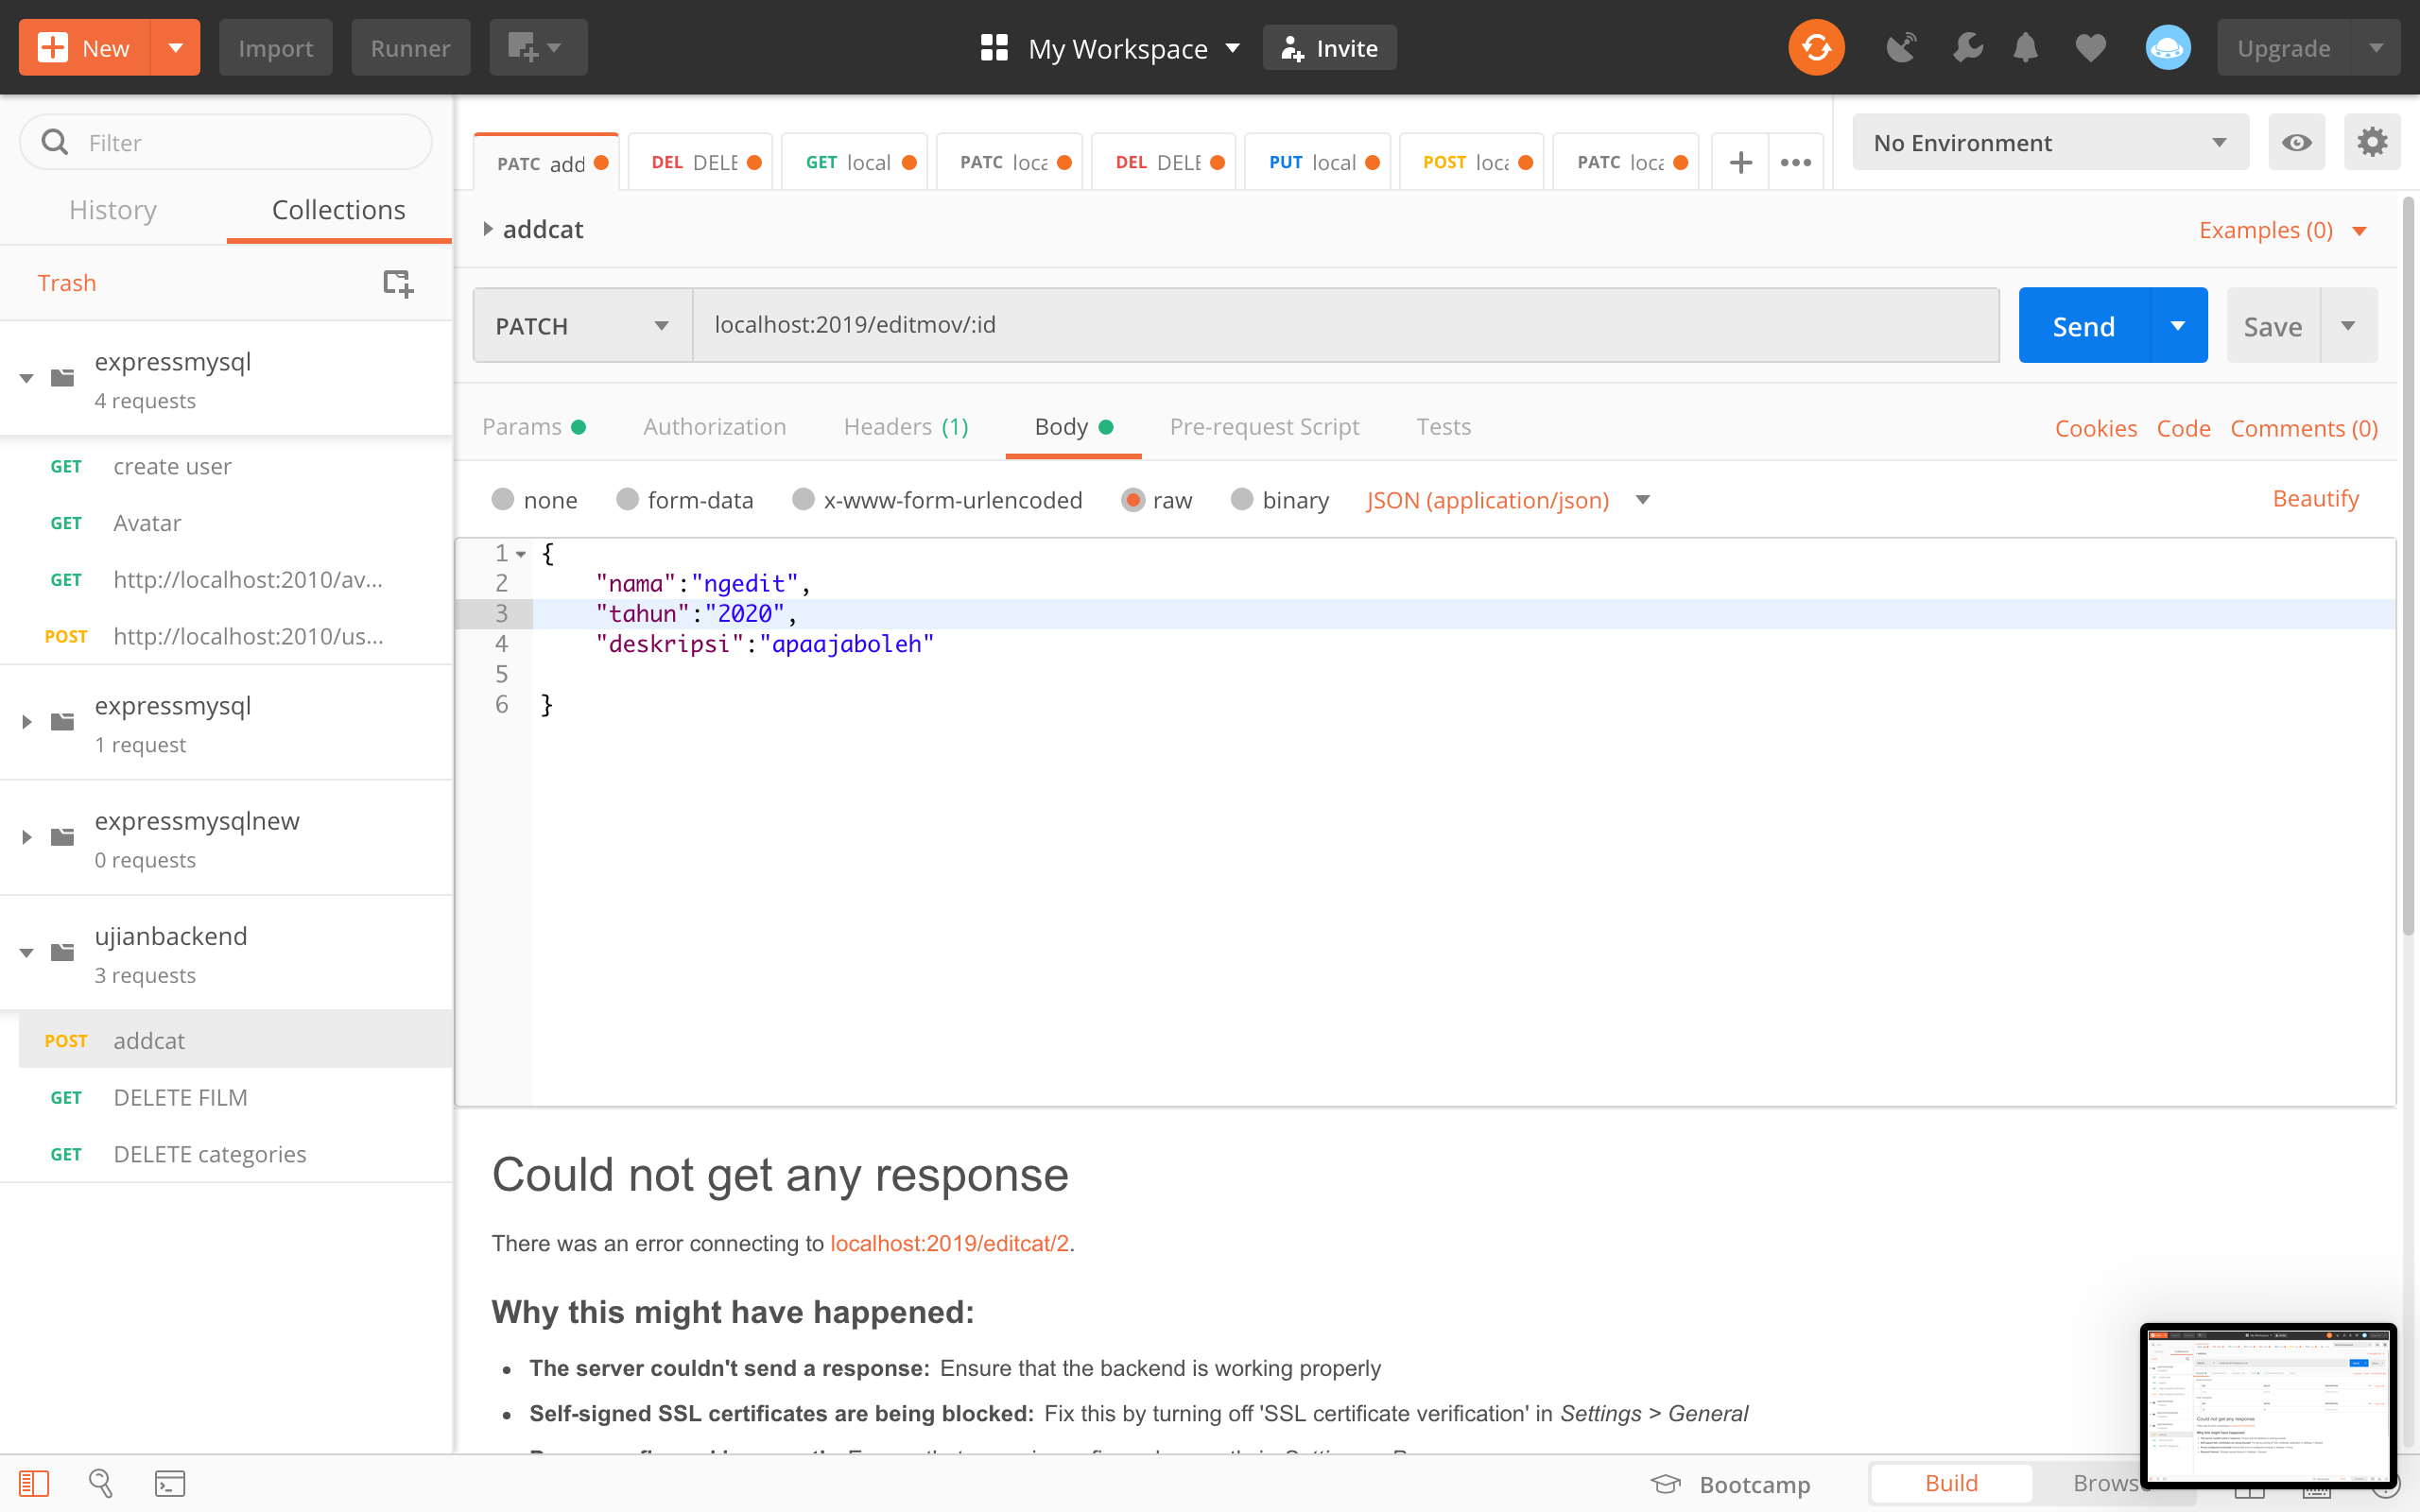 New
Import
Runner
My Workspace
Invite
Upgrade
Filter
History
Collections
Trash
expressmysql
4 requests
GET create user
GET Avatar
GET http://localhost:2010/av...
POST http://localhost:2010/us...
expressmysql
1 request
expressmysqlnew
0 requests
ujianbackend
3 requests
POST addcat
GET DELETE FILM
GET DELETE categories
PATC add
DEL DELE
GET local
PATC loca
DEL DELE
PUT local
POST loca
PATC loca
No Environment
addcat
Examples (0)
PATCH
localhost:2019/editmov/:id
Send
Save
Params
Authorization
Headers (1)
Body
Pre-request Script
Tests
Cookies
Code
Comments (0)
none
form-data
x-www-form-urlencoded
raw
binary
JSON (application/json)
Beautify
1 {
2 "nama":"ngedit",
3 "tahun":"2020",
4 "deskripsi":"apaajaboleh"
5
6 }
Could not get any response
There was an error connecting to localhost:2019/editcat/2.
Why this might have happened:
• The server couldn't send a response: Ensure that the backend is working properly
• Self-signed SSL certificates are being blocked: Fix this by turning off 'SSL certificate verification' in Settings > General
Bootcamp
Build
Brows